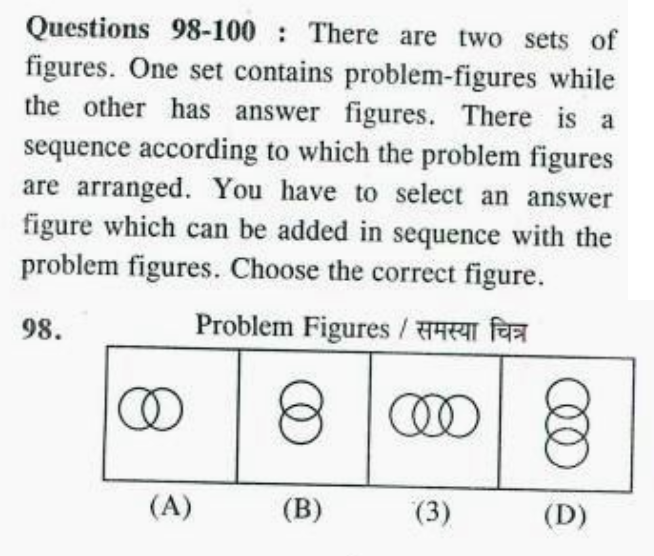 Questions 98-100 : There are two sets of
figures. One set contains problem-figures while
the other has answer figures. There is a
sequence according to which the problem figures
are arranged. You have to select an answer
figure which can be added in sequence with the
problem figures. Choose the correct figure.
98. Problem Figures / समस्या चित्र
(A) (B) (3) (D)